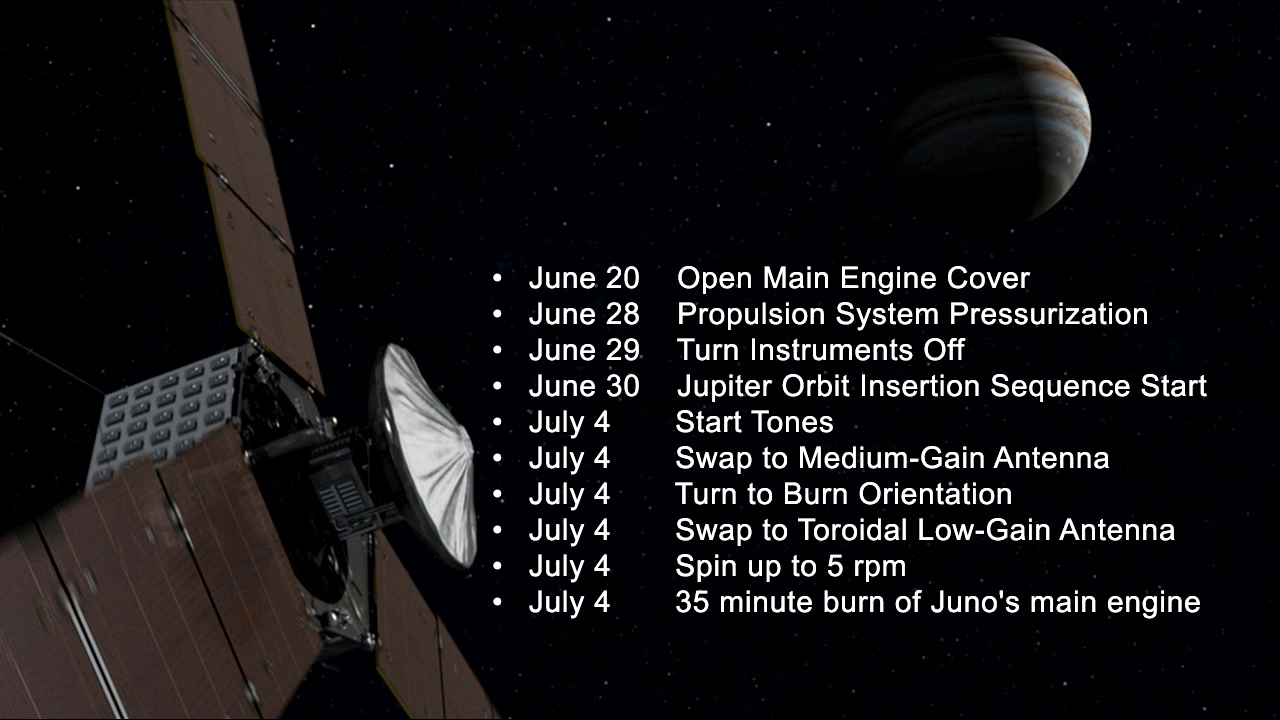 • June 20 Open Main Engine Cover
• June 28 Propulsion System Pressurization
• June 29 Turn Instruments Off
• June 30 Jupiter Orbit Insertion Sequence Start
• July 4 Start Tones
• July 4 Swap to Medium-Gain Antenna
• July 4 Turn to Burn Orientation
• July 4 Swap to Toroidal Low-Gain Antenna
• July 4 Spin up to 5 rpm
• July 4 35 minute burn of Juno's main engine